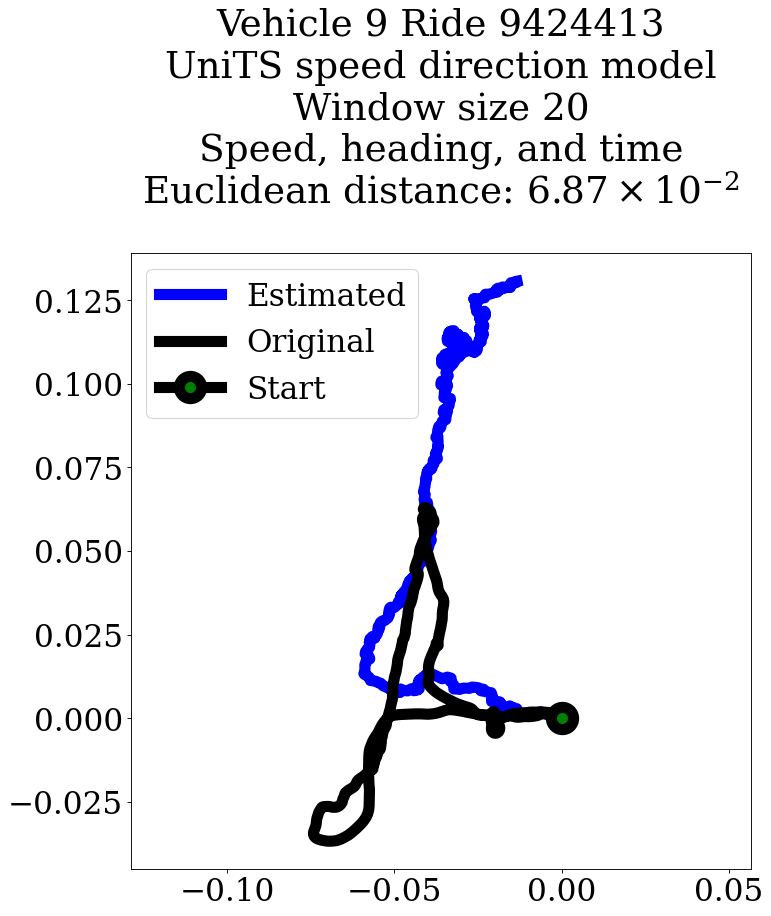 Vehicle 9 Ride 9424413
UniTS speed direction model
Window size 20
Speed, heading, and time
Euclidean distance: 6.87 × 10⁻²
Estimated
Original
Start
0.125
0.100
0.075
0.050
0.025
0.000
−0.025
−0.10
−0.05
0.00
0.05